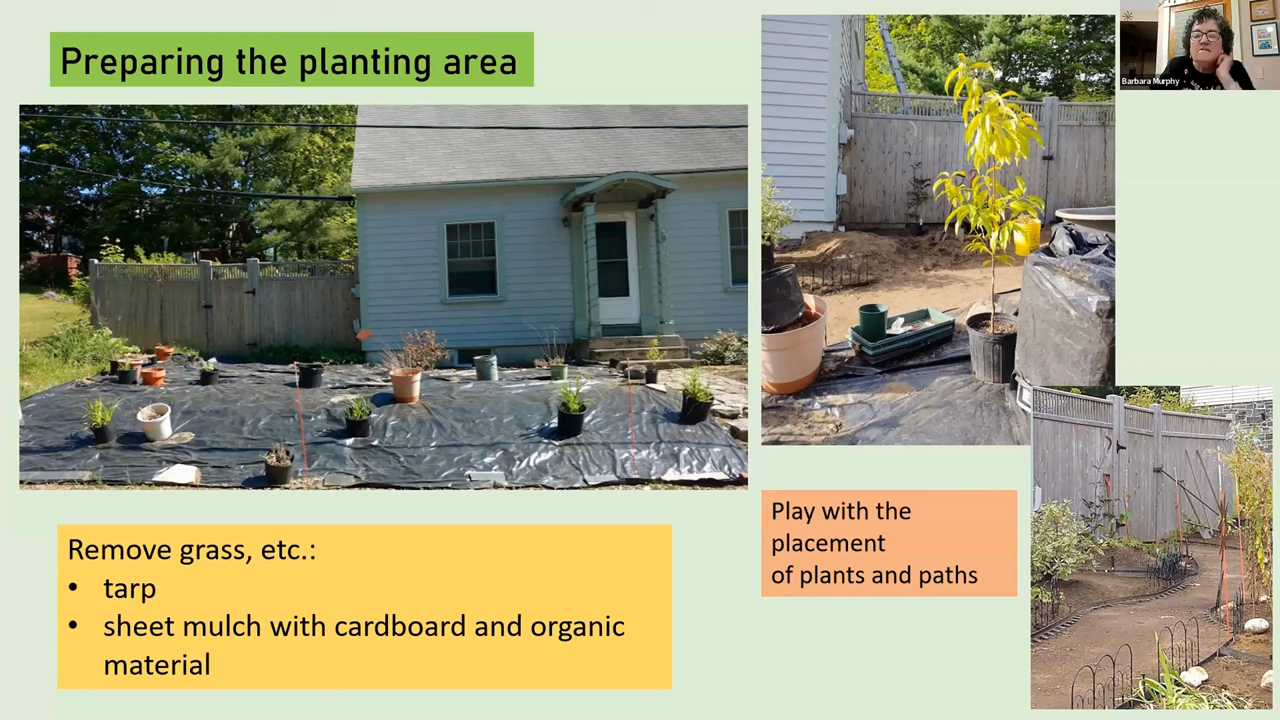 Preparing the planting area
Barbara Murphy
Remove grass, etc.:
• tarp
• sheet mulch with cardboard and organic
material
Play with the
placement
of plants and paths